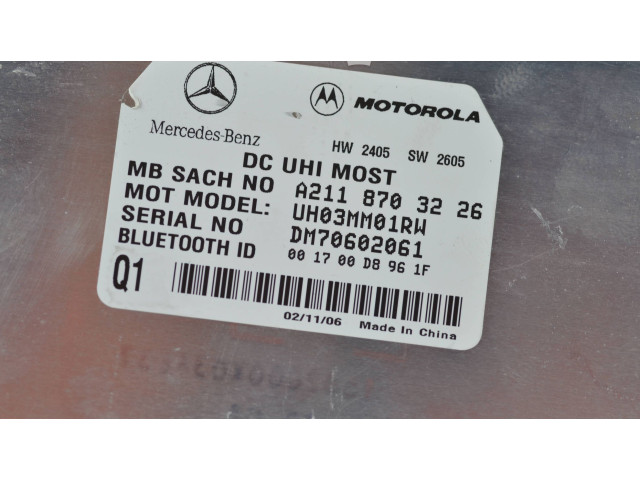 Mercedes-Benz
MOTOROLA
HW 2405 SW 2605
DC UHI MOST
MB SACH NO A211 870 32 26
MOT MODEL: UH03MM01RW
SERIAL NO DM70602061
BLUETOOTH ID 00 17 00 D8 96 1F
Q1
02/11/06 Made In China